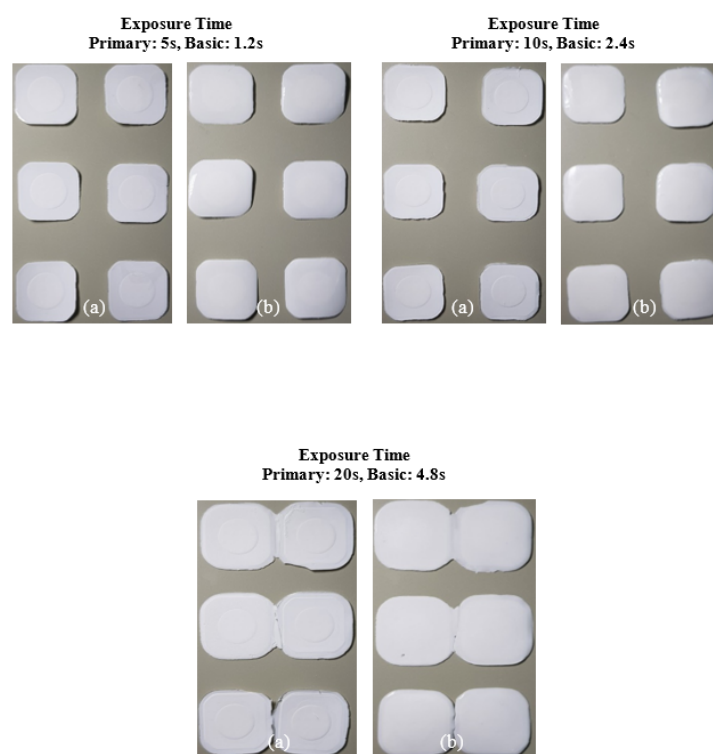 Exposure Time
Primary: 5s, Basic: 1.2s
(a)
(b)
Exposure Time
Primary: 10s, Basic: 2.4s
(a)
(b)
Exposure Time
Primary: 20s, Basic: 4.8s
(a)
(b)